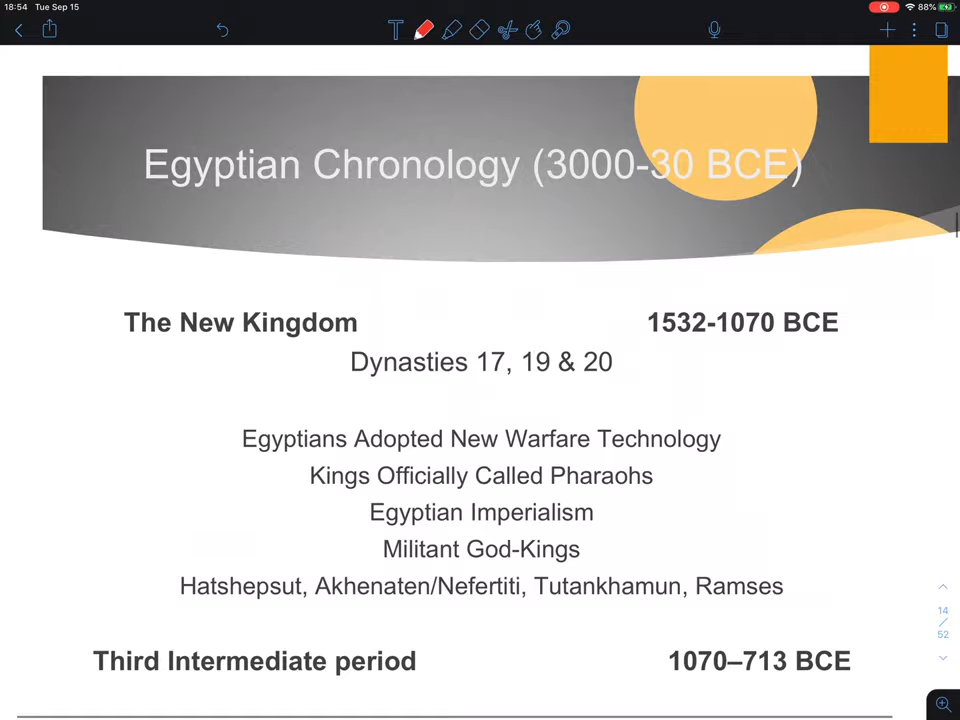 18:54 Tue Sep 15 88%
T
Egyptian Chronology (3000-30 BCE)
The New Kingdom 1532-1070 BCE
Dynasties 17, 19 & 20
Egyptians Adopted New Warfare Technology
Kings Officially Called Pharaohs
Egyptian Imperialism
Militant God-Kings
Hatshepsut, Akhenaten/Nefertiti, Tutankhamun, Ramses
14
/
52
Third Intermediate period 1070–713 BCE